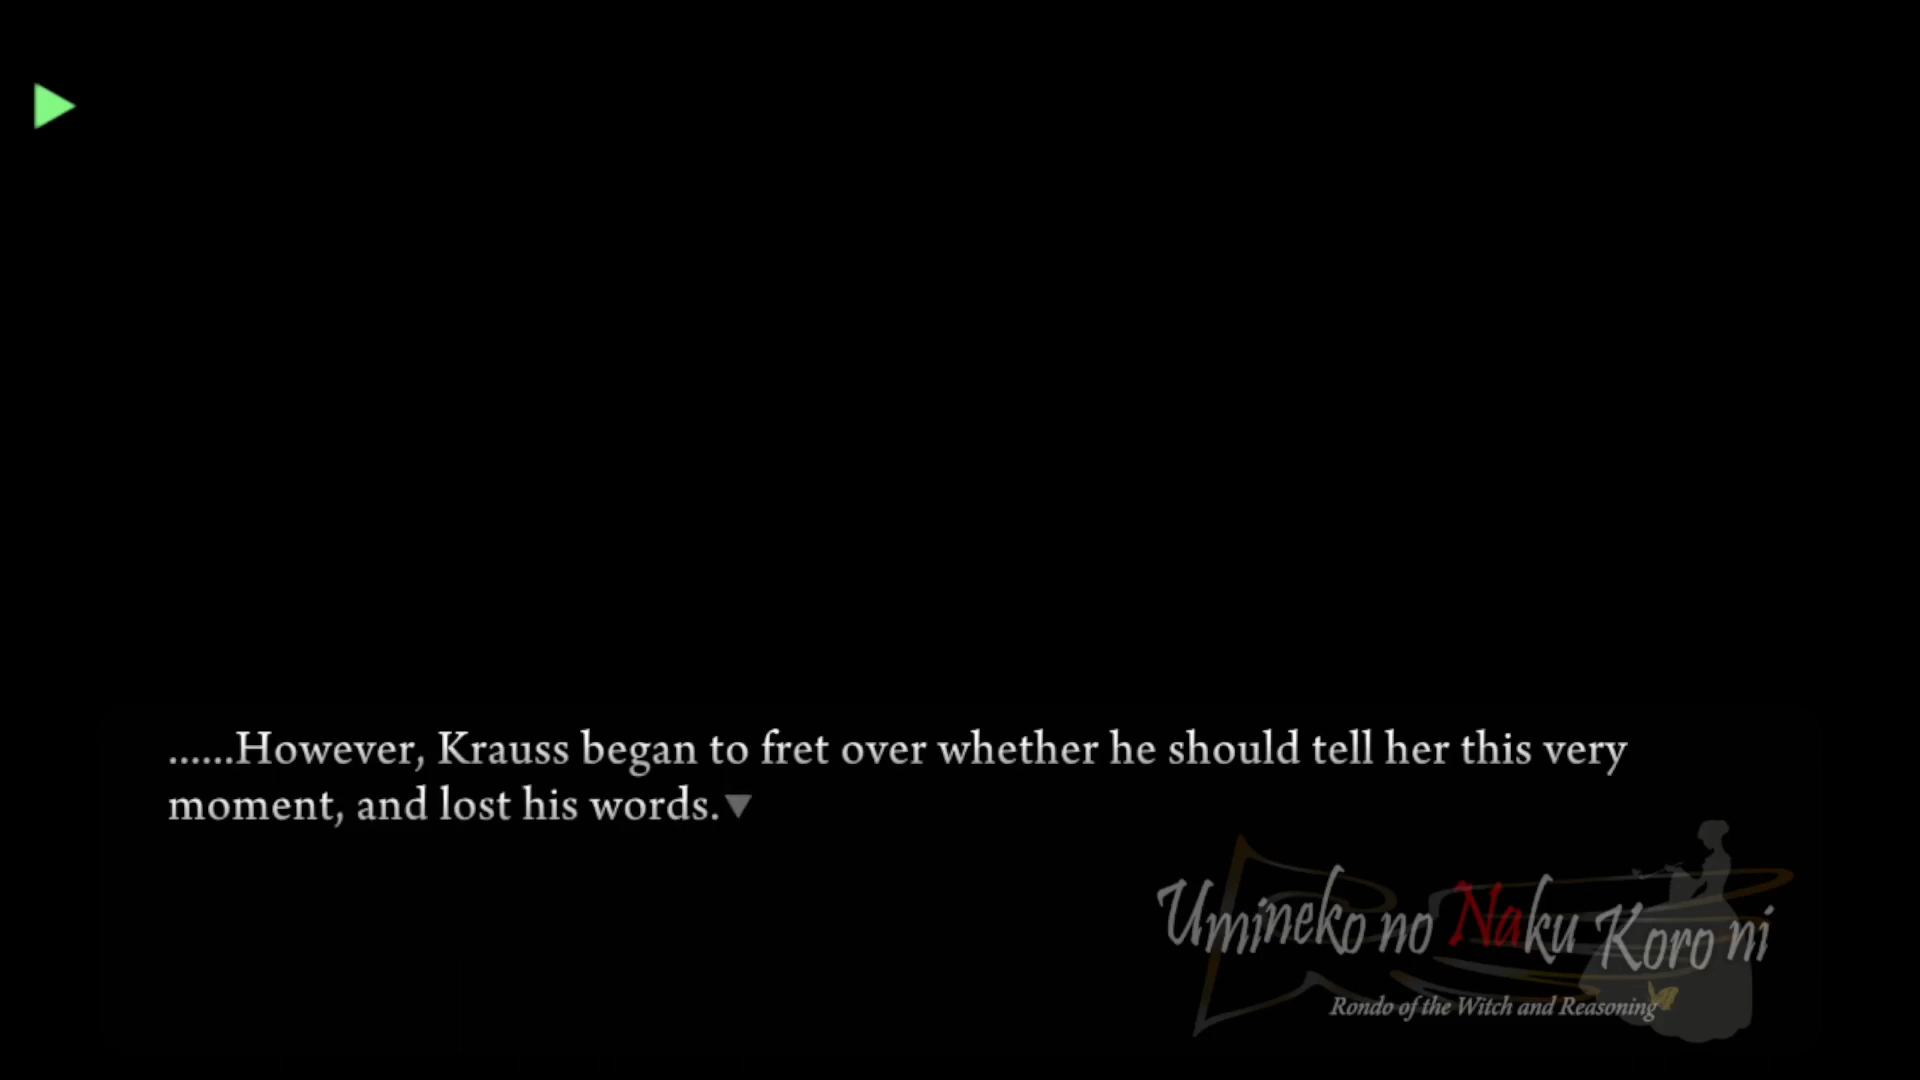 ......However, Krauss began to fret over whether he should tell her this very
moment, and lost his words.
Umineko no Naku Koro ni
Rondo of the Witch and Reasoning